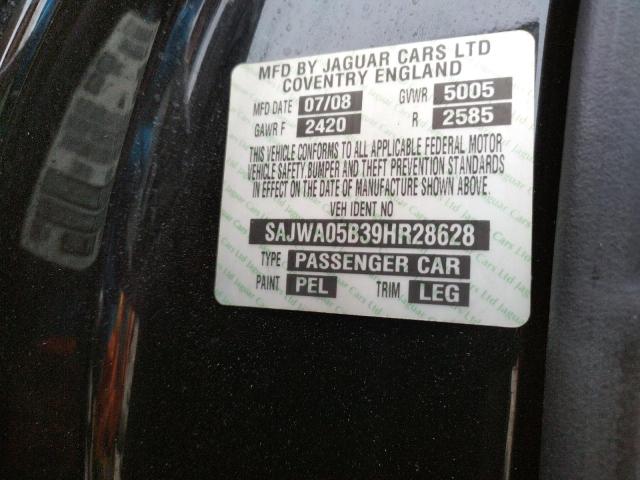 MFD BY JAGUAR CARS LTD
COVENTRY ENGLAND
MFD DATE 07/08 GVWR 5005
GAWR F 2420 R 2585
THIS VEHICLE CONFORMS TO ALL APPLICABLE FEDERAL MOTOR
VEHICLE SAFETY, BUMPER AND THEFT PREVENTION STANDARDS
IN EFFECT ON THE DATE OF MANUFACTURE SHOWN ABOVE.
VEH IDENT NO
SAJWA05B39HR28628
TYPE PASSENGER CAR
PAINT PEL TRIM LEG